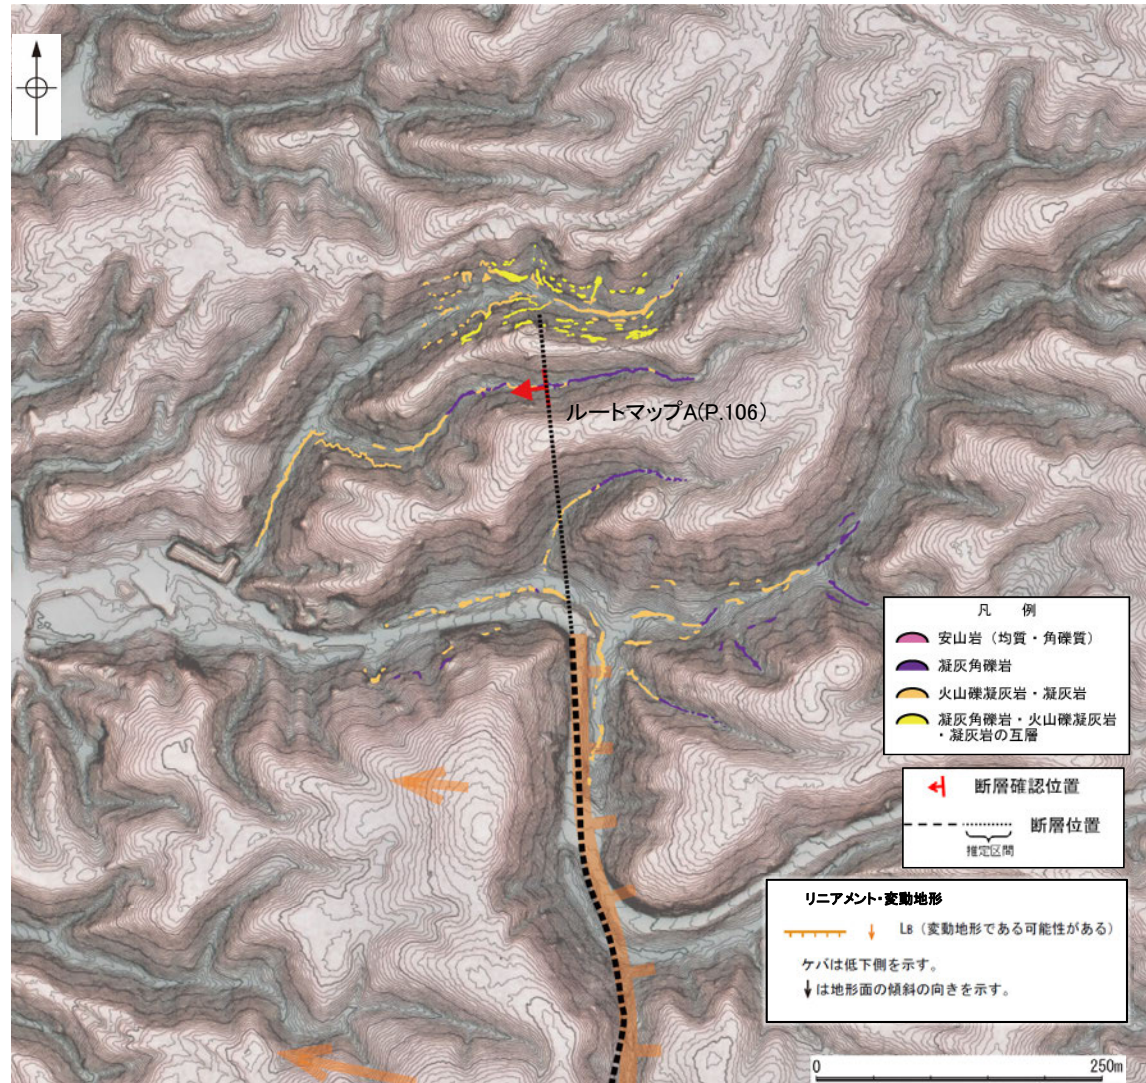 ルートマップA(P.106)
凡 例
安山岩（均質・角礫質）
凝灰角礫岩
火山礫凝灰岩・凝灰岩
凝灰角礫岩・火山礫凝灰岩
・凝灰岩の互層
断層確認位置
断層位置
推定区間
リニアメント・変動地形
LB（変動地形である可能性がある）
ケバは低下側を示す。
↓は地形面の傾斜の向きを示す。
0 250m